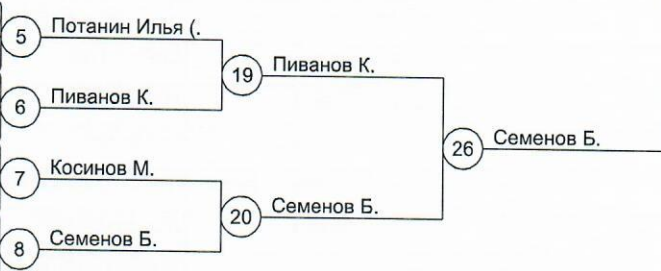 5 Потанин Илья (.
19 Пиванов К.
6 Пиванов К.
26 Семенов Б.
7 Косинов М.
20 Семенов Б.
8 Семенов Б.